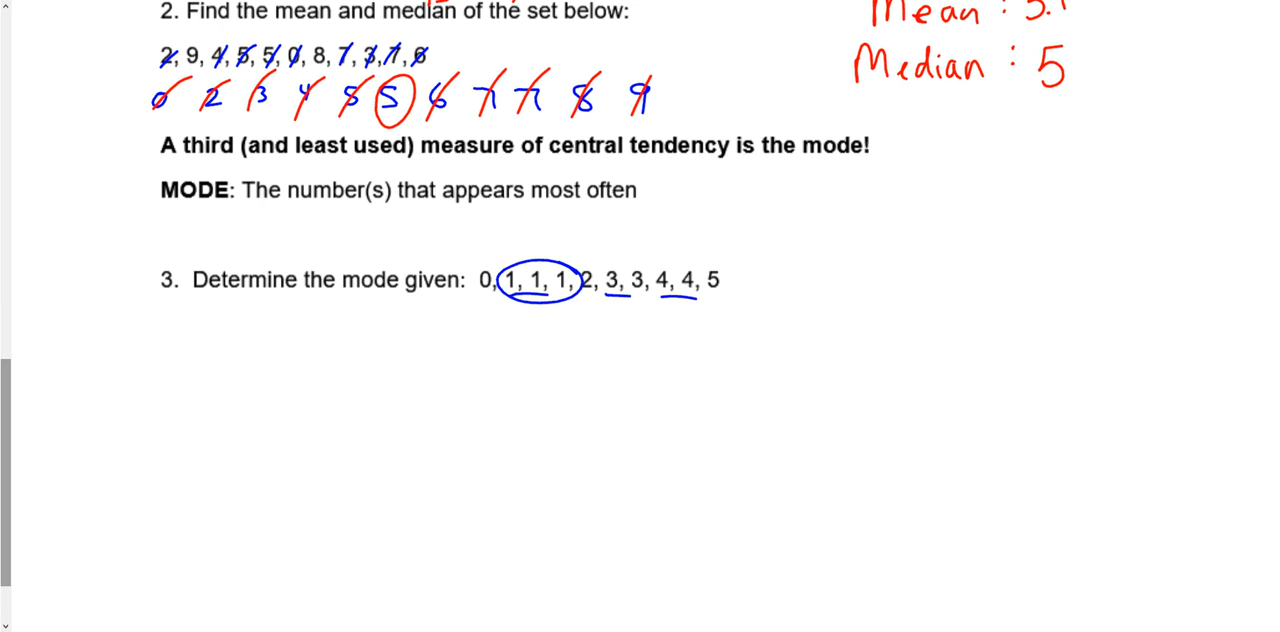 2. Find the mean and median of the set below:
Mean : 5.1
2, 9, 4, 5, 5, 0, 8, 7, 3, 7, 6
Median : 5
0 2 3 4 5 5 6 7 7 8 9
A third (and least used) measure of central tendency is the mode!
MODE: The number(s) that appears most often
3. Determine the mode given: 0, 1, 1, 1, 2, 3, 3, 4, 4, 5